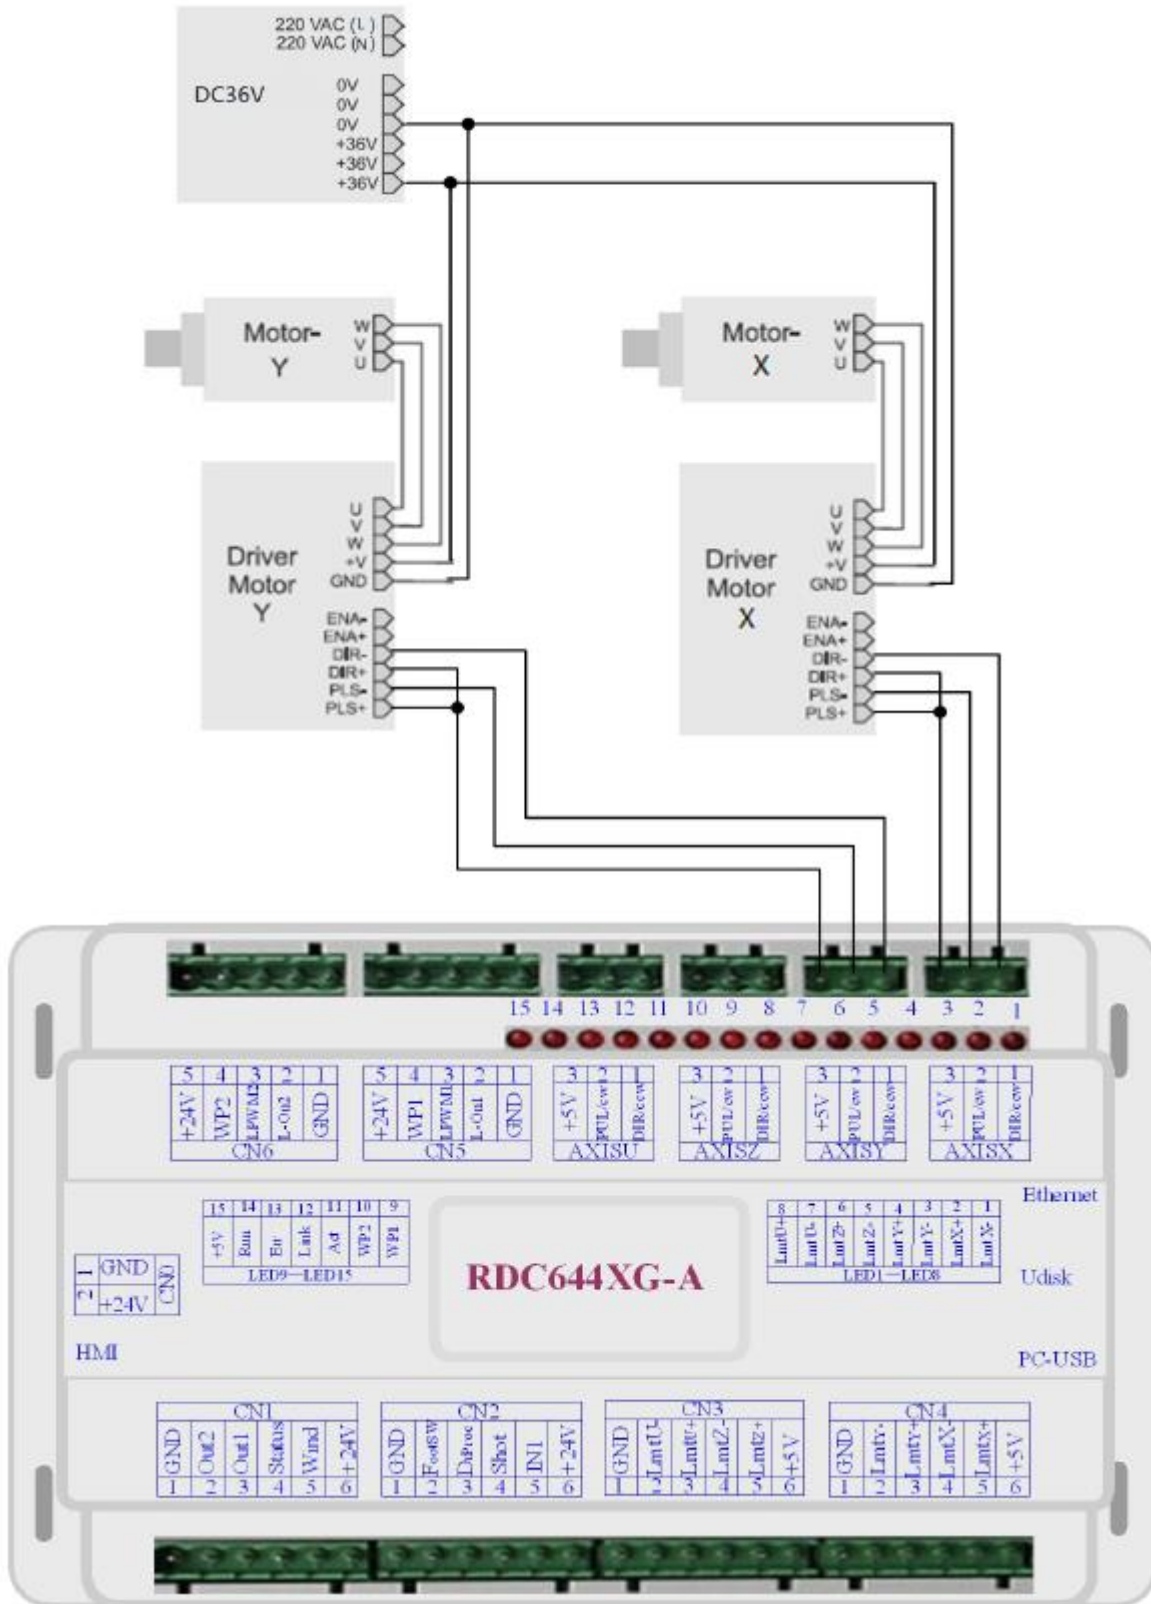 220 VAC (L)
220 VAC (N)
DC36V
0V
0V
0V
+36V
+36V
+36V
Motor-
Y
W
V
U
Motor-
X
W
V
U
Driver
Motor
Y
U
V
W
+V
GND
ENA-
ENA+
DIR-
DIR+
PLS-
PLS+
Driver
Motor
X
U
V
W
+V
GND
ENA-
ENA+
DIR-
DIR+
PLS-
PLS+
15 14 13 12 11 10 9 8 7 6 5 4 3 2 1
5 4 3 2 1
+24V WP2 LPWM2 L-On2 GND
CN6
5 4 3 2 1
+24V WP1 LPWM1 L-On1 GND
CN5
3 2 1
+5V PUL/cw DIR/ccw
AXISU
3 2 1
+5V PUL/cw DIR/ccw
AXISZ
3 2 1
+5V PUL/cw DIR/ccw
AXISY
3 2 1
+5V PUL/cw DIR/ccw
AXISX
Ethernet
15 14 13 12 11 10 9
+5V Run Err Link Act WP2 WP1
LED9—LED15
8 7 6 5 4 3 2 1
LmtU+ LmtU- LmtZ+ LmtZ- LmtY+ LmtY- LmtX+ LmtX-
LED1—LED8
1 GND
2 +24V
CN0
RDC644XG-A
Udisk
HMI
PC-USB
CN1
GND Out2 Out1 Status Wind +24V
1 2 3 4 5 6
CN2
GND FootSW DrProc Shot IN1 +24V
1 2 3 4 5 6
CN3
GND LmtU- LmtU+ LmtZ- LmtZ+ +5V
1 2 3 4 5 6
CN4
GND LmtY- LmtY+ LmtX- LmtX+ +5V
1 2 3 4 5 6